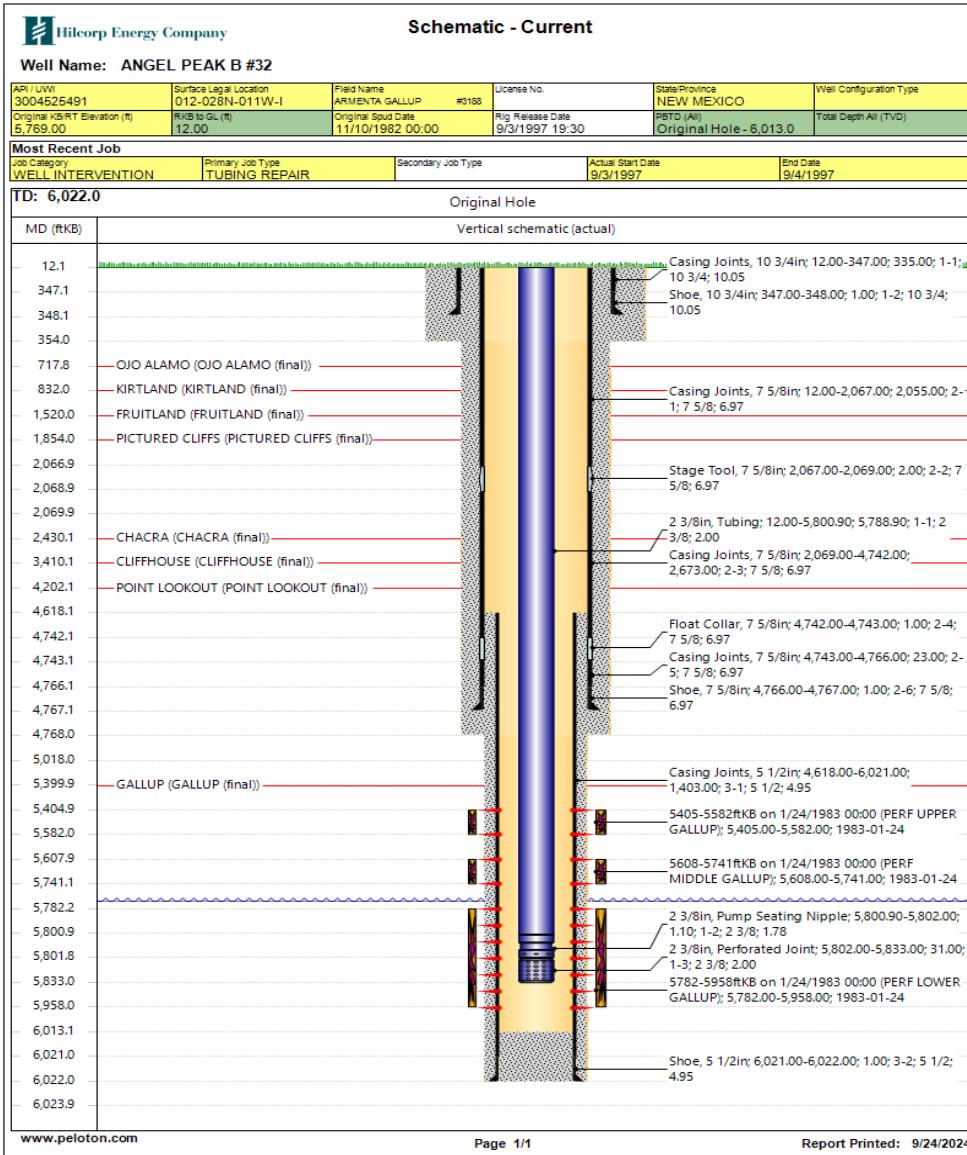 Hilcorp Energy Company
Schematic - Current
Well Name: ANGEL PEAK B #32
API / UWI
3004525491
Surface Legal Location
012-028N-011W-I
Field Name
ARMENTA GALLUP #3188
License No.
State/Province
NEW MEXICO
Well Configuration Type
Original KB/RT Elevation (ft)
5,769.00
RKB to GL (ft)
12.00
Original Spud Date
11/10/1982 00:00
Rig Release Date
9/3/1997 19:30
PBTD (All)
Original Hole - 6,013.0
Total Depth All (TVD)
Most Recent Job
Job Category
WELL INTERVENTION
Primary Job Type
TUBING REPAIR
Secondary Job Type
Actual Start Date
9/3/1997
End Date
9/4/1997
TD: 6,022.0
Original Hole
MD (ftKB)
Vertical schematic (actual)
12.1
347.1
348.1
354.0
717.8
832.0
1,520.0
1,854.0
2,066.9
2,068.9
2,069.9
2,430.1
3,410.1
4,202.1
4,618.1
4,742.1
4,743.1
4,766.1
4,767.1
4,768.0
5,018.0
5,399.9
5,404.9
5,582.0
5,607.9
5,741.1
5,782.2
5,800.9
5,801.8
5,833.0
5,958.0
6,013.1
6,021.0
6,022.0
6,023.9
OJO ALAMO (OJO ALAMO (final))
KIRTLAND (KIRTLAND (final))
FRUITLAND (FRUITLAND (final))
PICTURED CLIFFS (PICTURED CLIFFS (final))
CHACRA (CHACRA (final))
CLIFFHOUSE (CLIFFHOUSE (final))
POINT LOOKOUT (POINT LOOKOUT (final))
GALLUP (GALLUP (final))
Casing Joints, 10 3/4in; 12.00-347.00; 335.00; 1-1;
10 3/4; 10.05
Shoe, 10 3/4in; 347.00-348.00; 1.00; 1-2; 10 3/4;
10.05
Casing Joints, 7 5/8in; 12.00-2,067.00; 2,055.00; 2-
1; 7 5/8; 6.97
Stage Tool, 7 5/8in; 2,067.00-2,069.00; 2.00; 2-2; 7
5/8; 6.97
2 3/8in, Tubing; 12.00-5,800.90; 5,788.90; 1-1; 2
3/8; 2.00
Casing Joints, 7 5/8in; 2,069.00-4,742.00;
2,673.00; 2-3; 7 5/8; 6.97
Float Collar, 7 5/8in; 4,742.00-4,743.00; 1.00; 2-4;
7 5/8; 6.97
Casing Joints, 7 5/8in; 4,743.00-4,766.00; 23.00; 2-
5; 7 5/8; 6.97
Shoe, 7 5/8in; 4,766.00-4,767.00; 1.00; 2-6; 7 5/8;
6.97
Casing Joints, 5 1/2in; 4,618.00-6,021.00;
1,403.00; 3-1; 5 1/2; 4.95
5405-5582ftKB on 1/24/1983 00:00 (PERF UPPER
GALLUP); 5,405.00-5,582.00; 1983-01-24
5608-5741ftKB on 1/24/1983 00:00 (PERF
MIDDLE GALLUP); 5,608.00-5,741.00; 1983-01-24
2 3/8in, Pump Seating Nipple; 5,800.90-5,802.00;
1.10; 1-2; 2 3/8; 1.78
2 3/8in, Perforated Joint; 5,802.00-5,833.00; 31.00;
1-3; 2 3/8; 2.00
5782-5958ftKB on 1/24/1983 00:00 (PERF LOWER
GALLUP); 5,782.00-5,958.00; 1983-01-24
Shoe, 5 1/2in; 6,021.00-6,022.00; 1.00; 3-2; 5 1/2;
4.95
www.peloton.com
Page 1/1
Report Printed: 9/24/2024